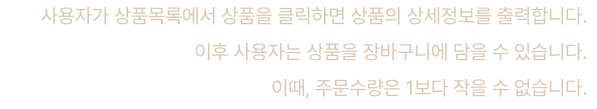 사용자가 상품목록에서 상품을 클릭하면 상품의 상세정보를 출력합니다.
이후 사용자는 상품을 장바구니에 담을 수 있습니다.
이때, 주문수량은 1보다 작을 수 없습니다.